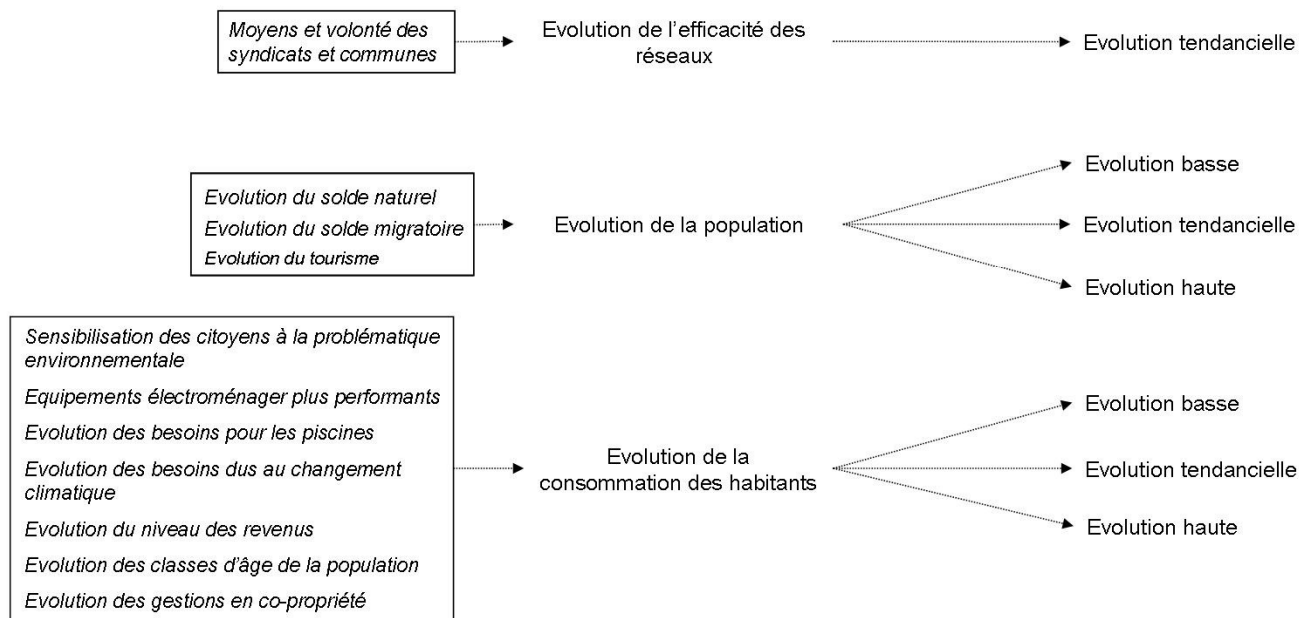 Moyens et volonté des
syndicats et communes
Evolution de l'efficacité des
réseaux
Evolution tendancielle
Evolution du solde naturel
Evolution du solde migratoire
Evolution du tourisme
Evolution de la population
Evolution basse
Evolution tendancielle
Evolution haute
Sensibilisation des citoyens à la problématique
environnementale
Equipements électroménager plus performants
Evolution des besoins pour les piscines
Evolution des besoins dus au changement
climatique
Evolution du niveau des revenus
Evolution des classes d'âge de la population
Evolution des gestions en co-propriété
Evolution de la
consommation des habitants
Evolution basse
Evolution tendancielle
Evolution haute